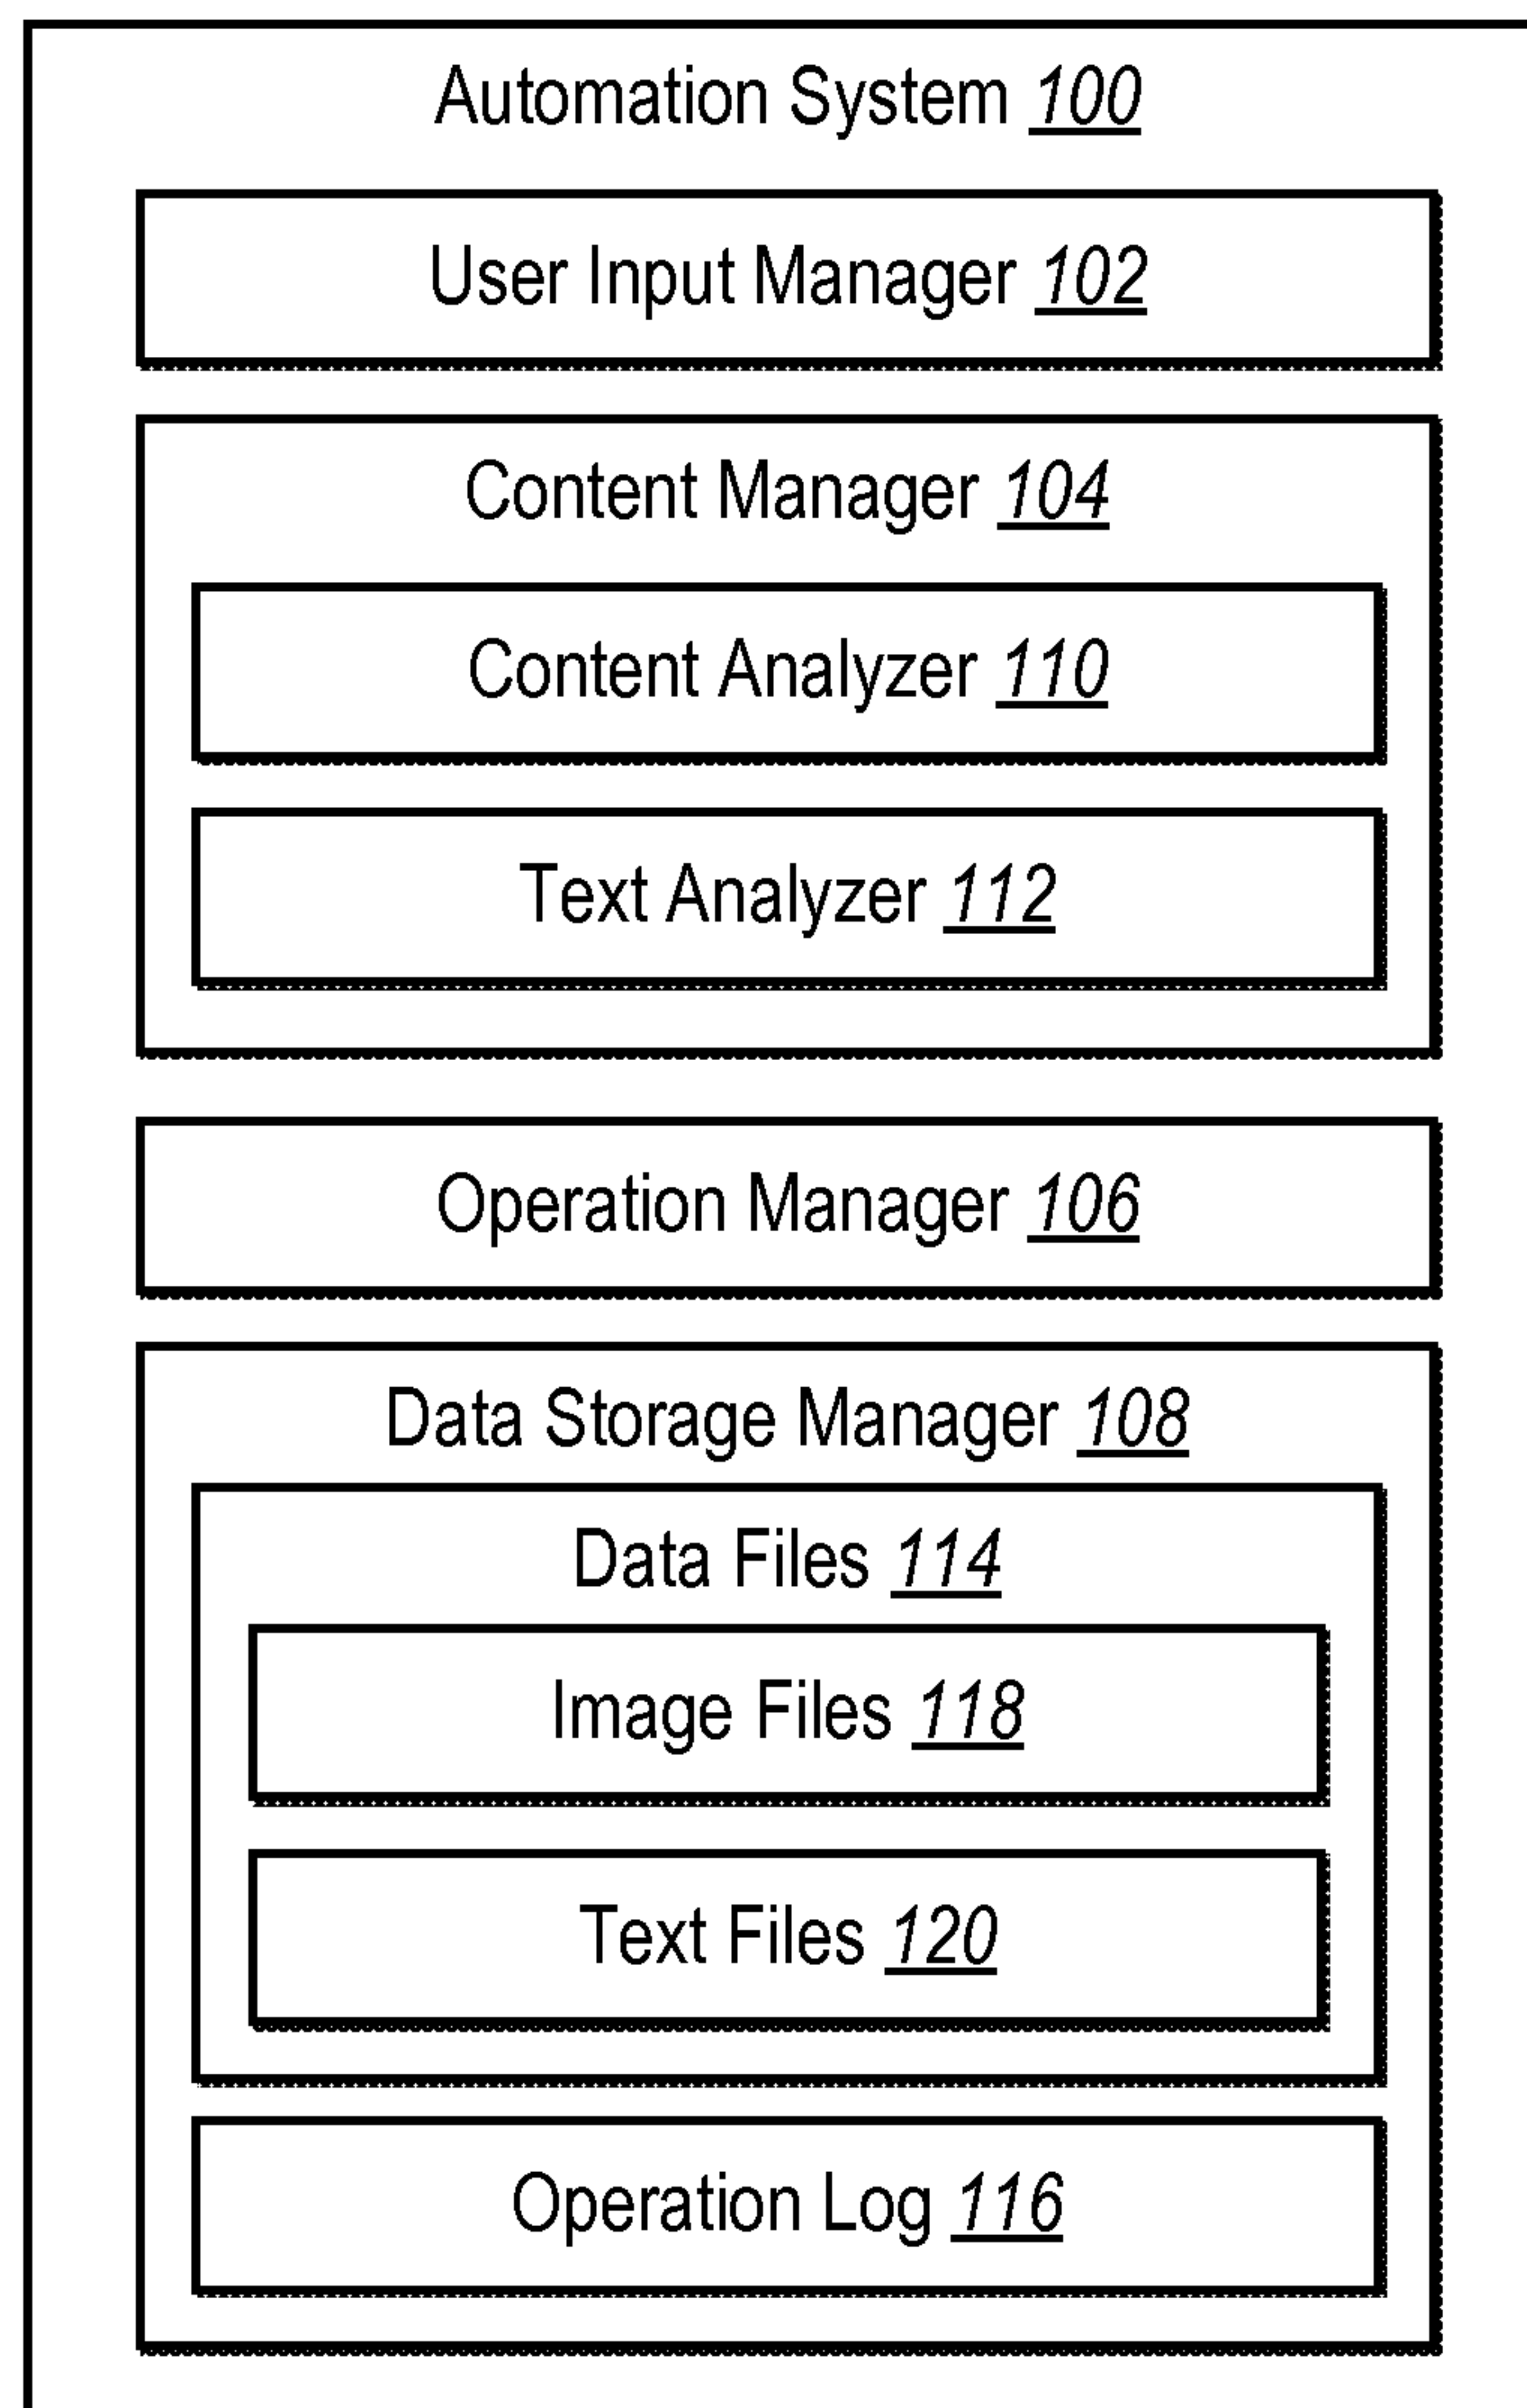 Automation System 100
User Input Manager 102
Content Manager 104
Content Analyzer 110
Text Analyzer 112
Operation Manager 106
Data Storage Manager 108
Data Files 114
Image Files 118
Text Files 120
Operation Log 116